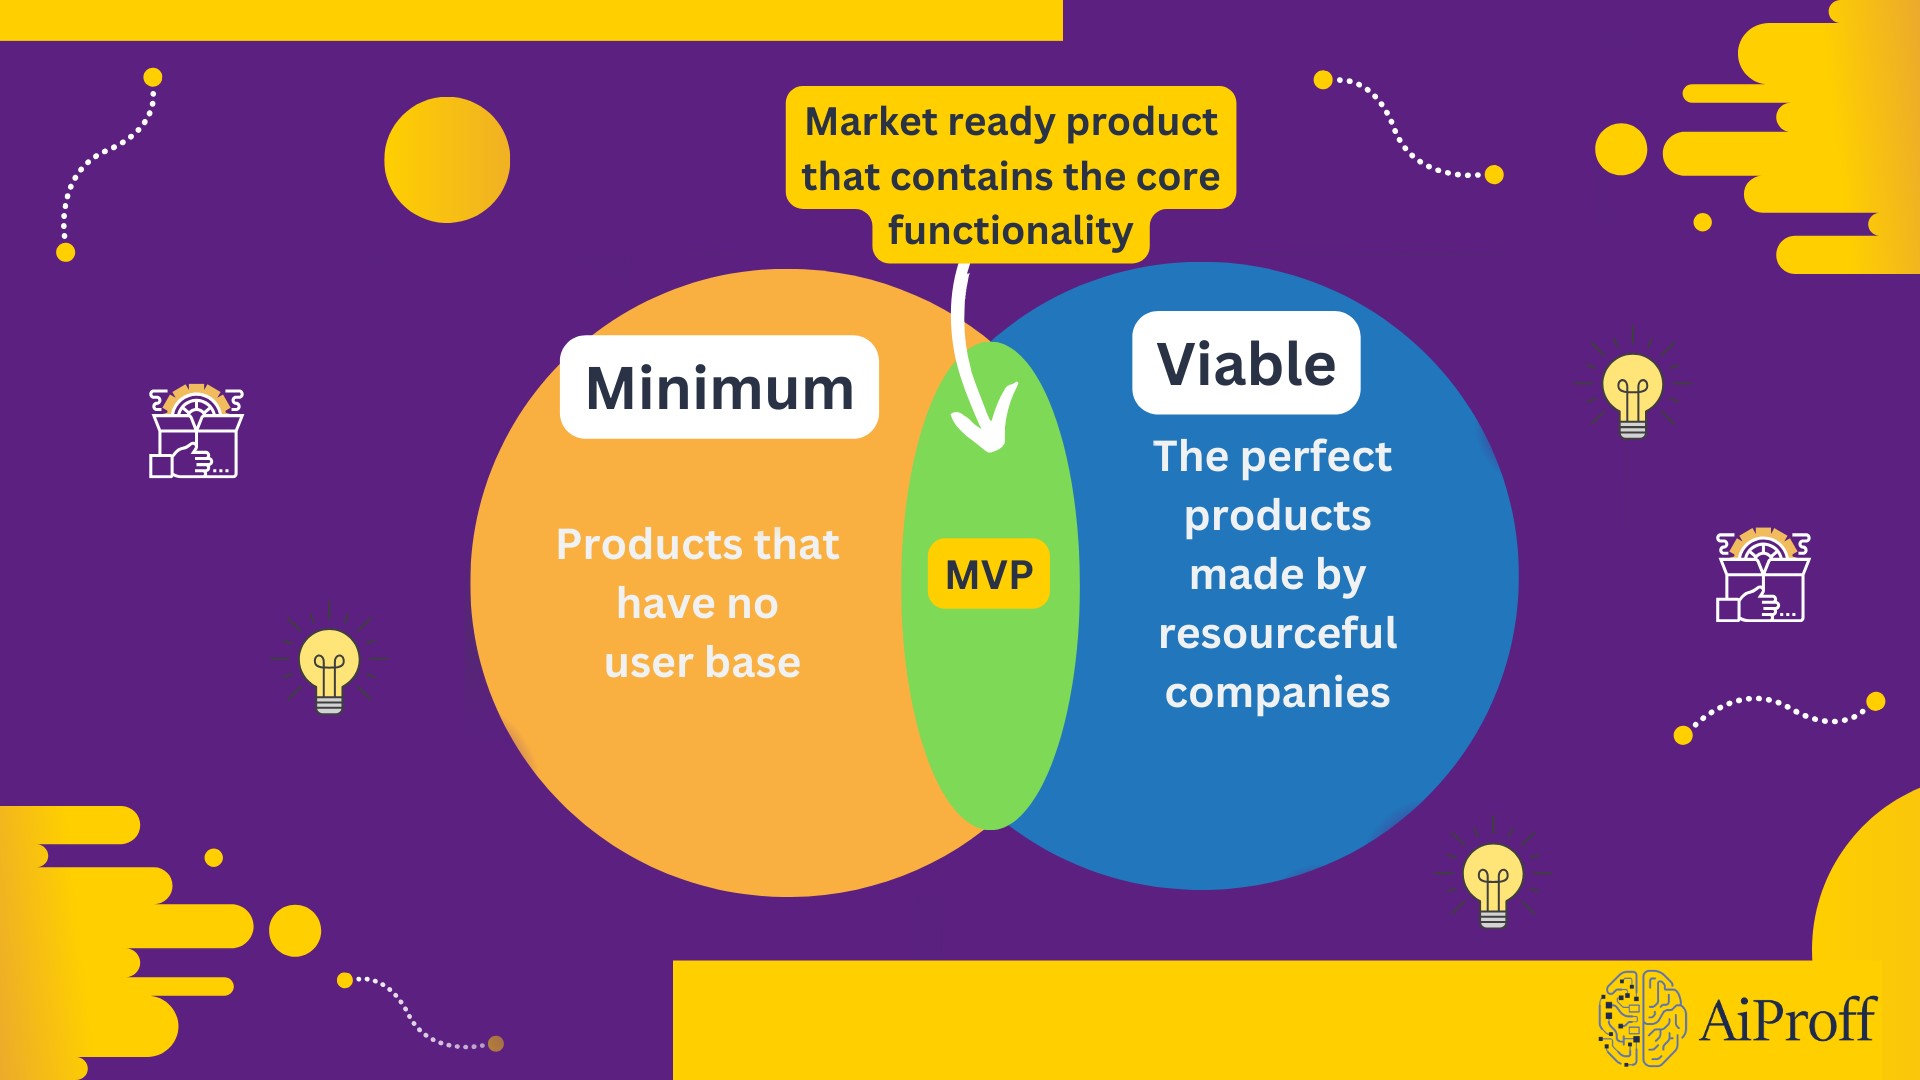 Market ready product
that contains the core
functionality
Minimum
Products that
have no
user base
MVP
Viable
The perfect
products
made by
resourceful
companies
AiProff